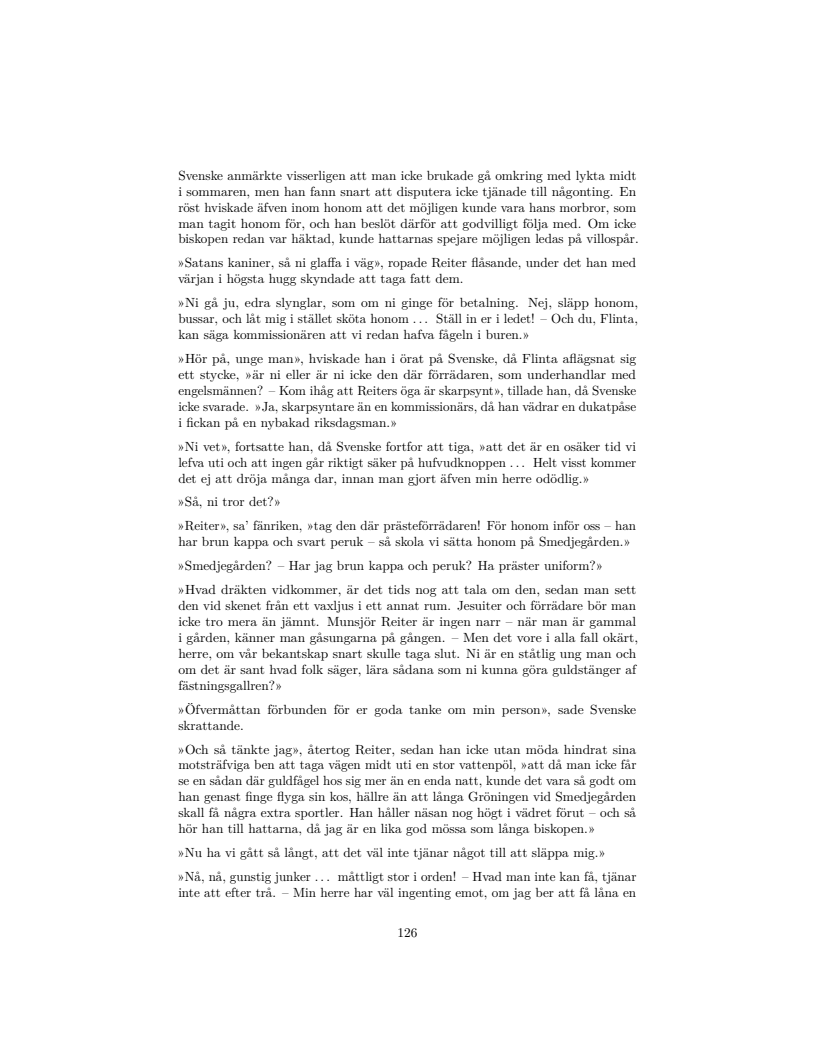 Svenske anmärkte visserligen att man icke brukade gå omkring med lykta midt
i sommaren, men han fann snart att disputera icke tjänade till någonting. En
röst hviskade äfven inom honom att det möjligen kunde vara hans morbror, som
man tagit honom för, och han beslöt därför att godvilligt följa med. Om icke
biskopen redan var häktad, kunde hattarnas spejare möjligen ledas på villospår.
»Satans kaniner, så ni glaffa i väg», ropade Reiter flåsande, under det han med
värjan i högsta hugg skyndade att taga fatt dem.
»Ni gå ju, edra slynglar, som om ni ginge för betalning. Nej, släpp honom,
bussar, och låt mig i stället sköta honom ... Ställ in er i ledet! – Och du, Flinta,
kan säga kommissionären att vi redan hafva fågeln i buren.»
»Hör på, unge man», hviskade han i örat på Svenske, då Flinta aflägsnat sig
ett stycke, »är ni eller är ni icke den där förrädaren, som underhandlar med
engelsmännen? – Kom ihåg att Reiters öga är skarpsynt», tillade han, då Svenske
icke svarade. »Ja, skarpsyntare än en kommissionärs, då han vädrar en dukatpåse
i fickan på en nybakad riksdagsman.»
»Ni vet», fortsatte han, då Svenske fortfor att tiga, »att det är en osäker tid vi
lefva uti och att ingen går riktigt säker på hufvudknoppen ... Helt visst kommer
det ej att dröja många dar, innan man gjort äfven min herre odödlig.»
»Så, ni tror det?»
»Reiter», sa' fänriken, »tag den där prästeförrädaren! För honom inför oss – han
har brun kappa och svart peruk – så skola vi sätta honom på Smedjegården.»
»Smedjegården? – Har jag brun kappa och peruk? Ha präster uniform?»
»Hvad dräkten vidkommer, är det tids nog att tala om den, sedan man sett
den vid skenet från ett vaxljus i ett annat rum. Jesuiter och förrädare bör man
icke tro mera än jämnt. Munsjör Reiter är ingen narr – när man är gammal
i gården, känner man gåsungarna på gången. – Men det vore i alla fall okärt,
herre, om vår bekantskap snart skulle taga slut. Ni är en ståtlig ung man och
om det är sant hvad folk säger, lära sådana som ni kunna göra guldstänger af
fästningsgallren?»
»Öfvermåttan förbunden för er goda tanke om min person», sade Svenske
skrattande.
»Och så tänkte jag», återtog Reiter, sedan han icke utan möda hindrat sina
motsträfviga ben att taga vägen midt uti en stor vattenpöl, »att då man icke får
se en sådan där guldfågel hos sig mer än en enda natt, kunde det vara så godt om
han genast finge flyga sin kos, hällre än att långa Gröningen vid Smedjegården
skall få några extra sportler. Han håller näsan nog högt i vädret förut – och så
hör han till hattarna, då jag är en lika god mössa som långa biskopen.»
»Nu ha vi gått så långt, att det väl inte tjänar något till att släppa mig.»
»Nå, nå, gunstig junker ... måttligt stor i orden! – Hvad man inte kan få, tjänar
inte att efter trå. – Min herre har väl ingenting emot, om jag ber att få låna en
126